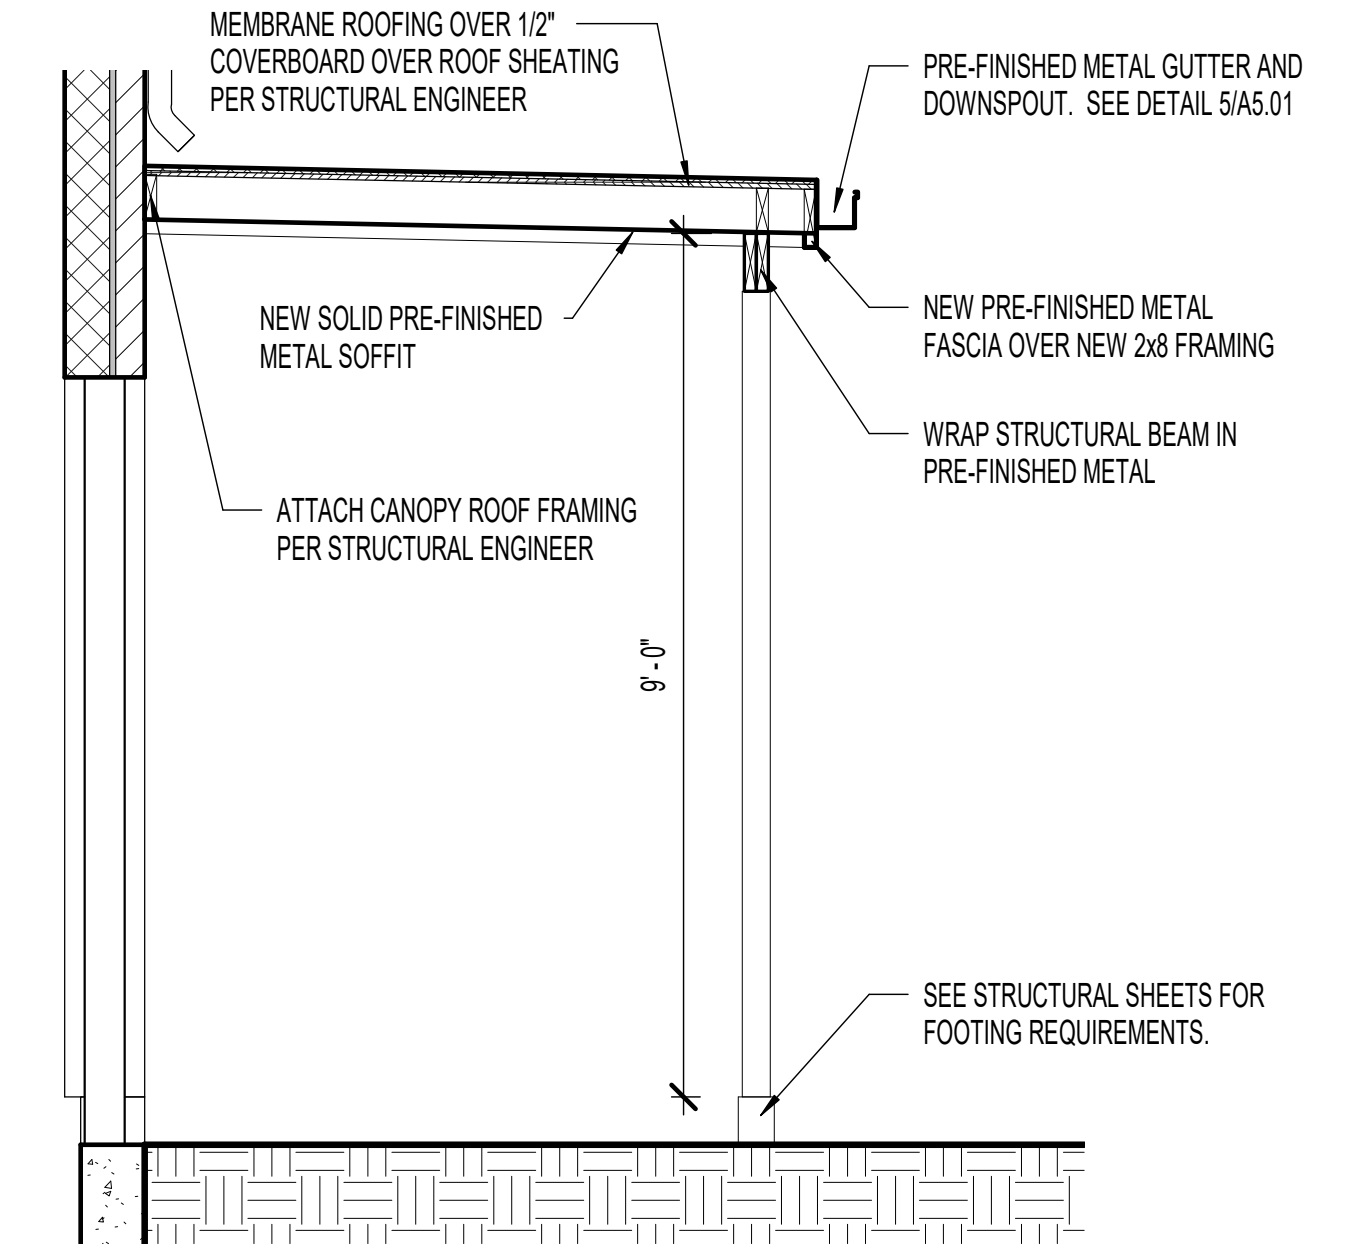 MEMBRANE ROOFING OVER 1/2"
COVERBOARD OVER ROOF SHEATING
PER STRUCTURAL ENGINEER
PRE-FINISHED METAL GUTTER AND
DOWNSPOUT. SEE DETAIL 5/A5.01
NEW SOLID PRE-FINISHED
METAL SOFFIT
NEW PRE-FINISHED METAL
FASCIA OVER NEW 2x8 FRAMING
WRAP STRUCTURAL BEAM IN
PRE-FINISHED METAL
ATTACH CANOPY ROOF FRAMING
PER STRUCTURAL ENGINEER
9' - 0"
SEE STRUCTURAL SHEETS FOR
FOOTING REQUIREMENTS.